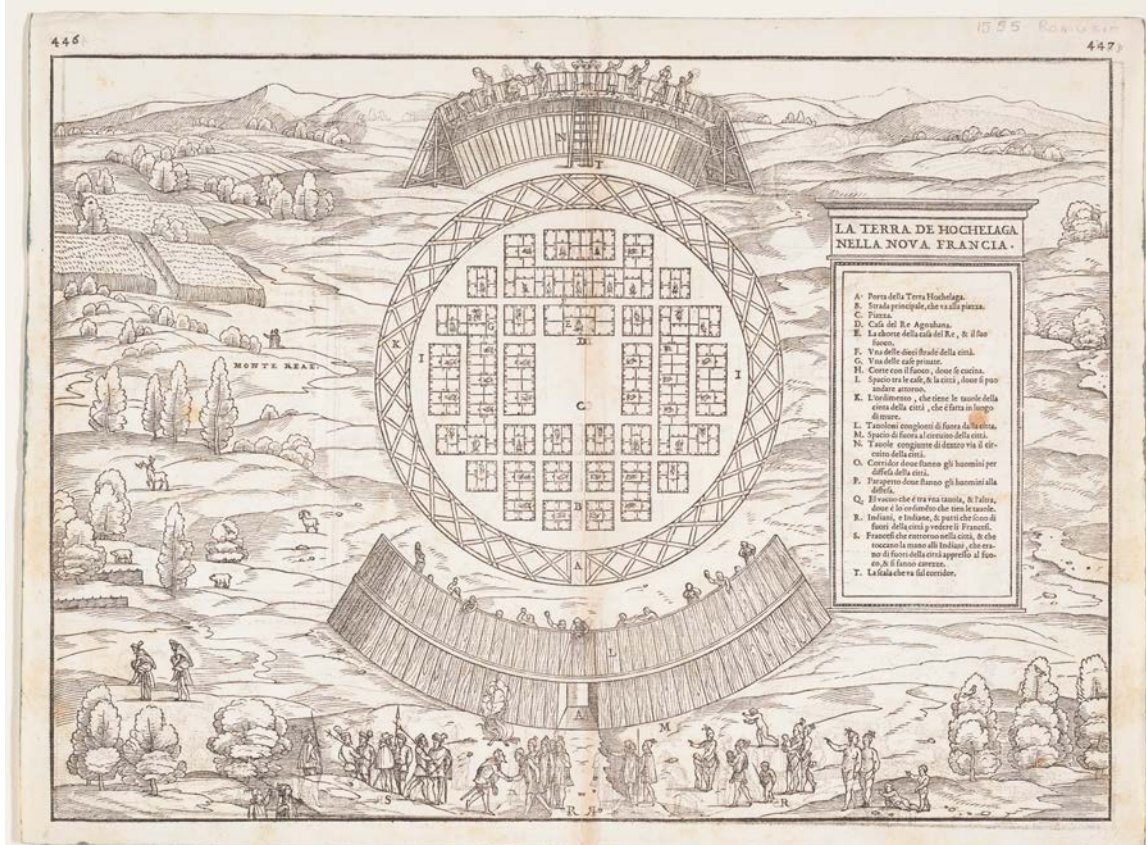 446
1555 Ramusio
447
LA TERRA DE HOCHELAGA
NELLA NOVA FRANCIA.
A. Porta della Terra Hochelaga.
B. Strada principale, che va alla piazza.
C. Piazza.
D. Casa del Re Agouhana.
E. La chorte della casa del Re, & il suo
fuoco.
F. Vna delle dieci strade della città.
G. Vna delle case priuate.
H. Corte con il fuoco, doue se cucina.
I. Spacio tra le case, & la città, doue si puo
andare attorno.
K. L'ordimento, che tiene le tauole della
cinta della città, che è fatta in luogo
di mure.
L. Tauoloni congionti di fuora dalla citta.
M. Spacio di fuora al circuito della città.
N. Tauole congiunte di dentro via il cir-
cuito della città.
O. Corridor doue stanno gli huomini per
diffesa della città.
P. Parapetto doue stanno gli huomini alla
diffesa.
Q. El vacuo che è tra vna tauola, & l'altra,
doue è lo ordimēto che tien le tauole.
R. Indiani, e Indiane, & putti che sono di
fuori della città p vedere li Francesi.
S. Francesi che entrorno nella città, & che
toccano la mano alli Indiani, che era-
no di fuori della città appresso al fuo-
co, & si fanno carezze.
T. La scala che va sul corridor.
N
T
G
E
D
K
I
I
MONTE REAL
C
B
A
L
A
M
S
R
R